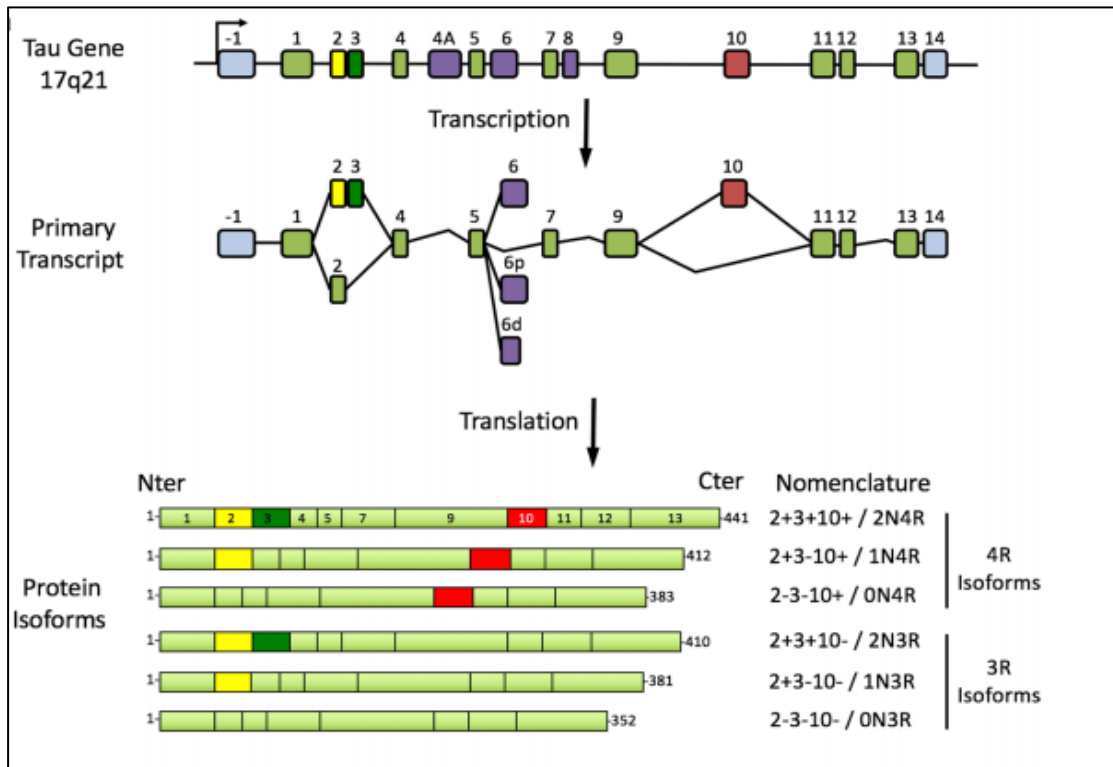 Tau Gene
17q21
-1 1 2 3 4 4A 5 6 7 8 9 10 11 12 13 14
Transcription
2 3 6 10
Primary
Transcript
-1 1 4 5 7 9 11 12 13 14
2 6p
6d
Translation
Nter Cter Nomenclature
1- 1 2 3 4 5 7 9 10 11 12 13 -441 2+3+10+ / 2N4R
1- -412 2+3-10+ / 1N4R
4R
Isoforms
Protein
Isoforms
1- -383 2-3-10+ / 0N4R
1- -410 2+3+10- / 2N3R
1- -381 2+3-10- / 1N3R
3R
Isoforms
1- -352 2-3-10- / 0N3R